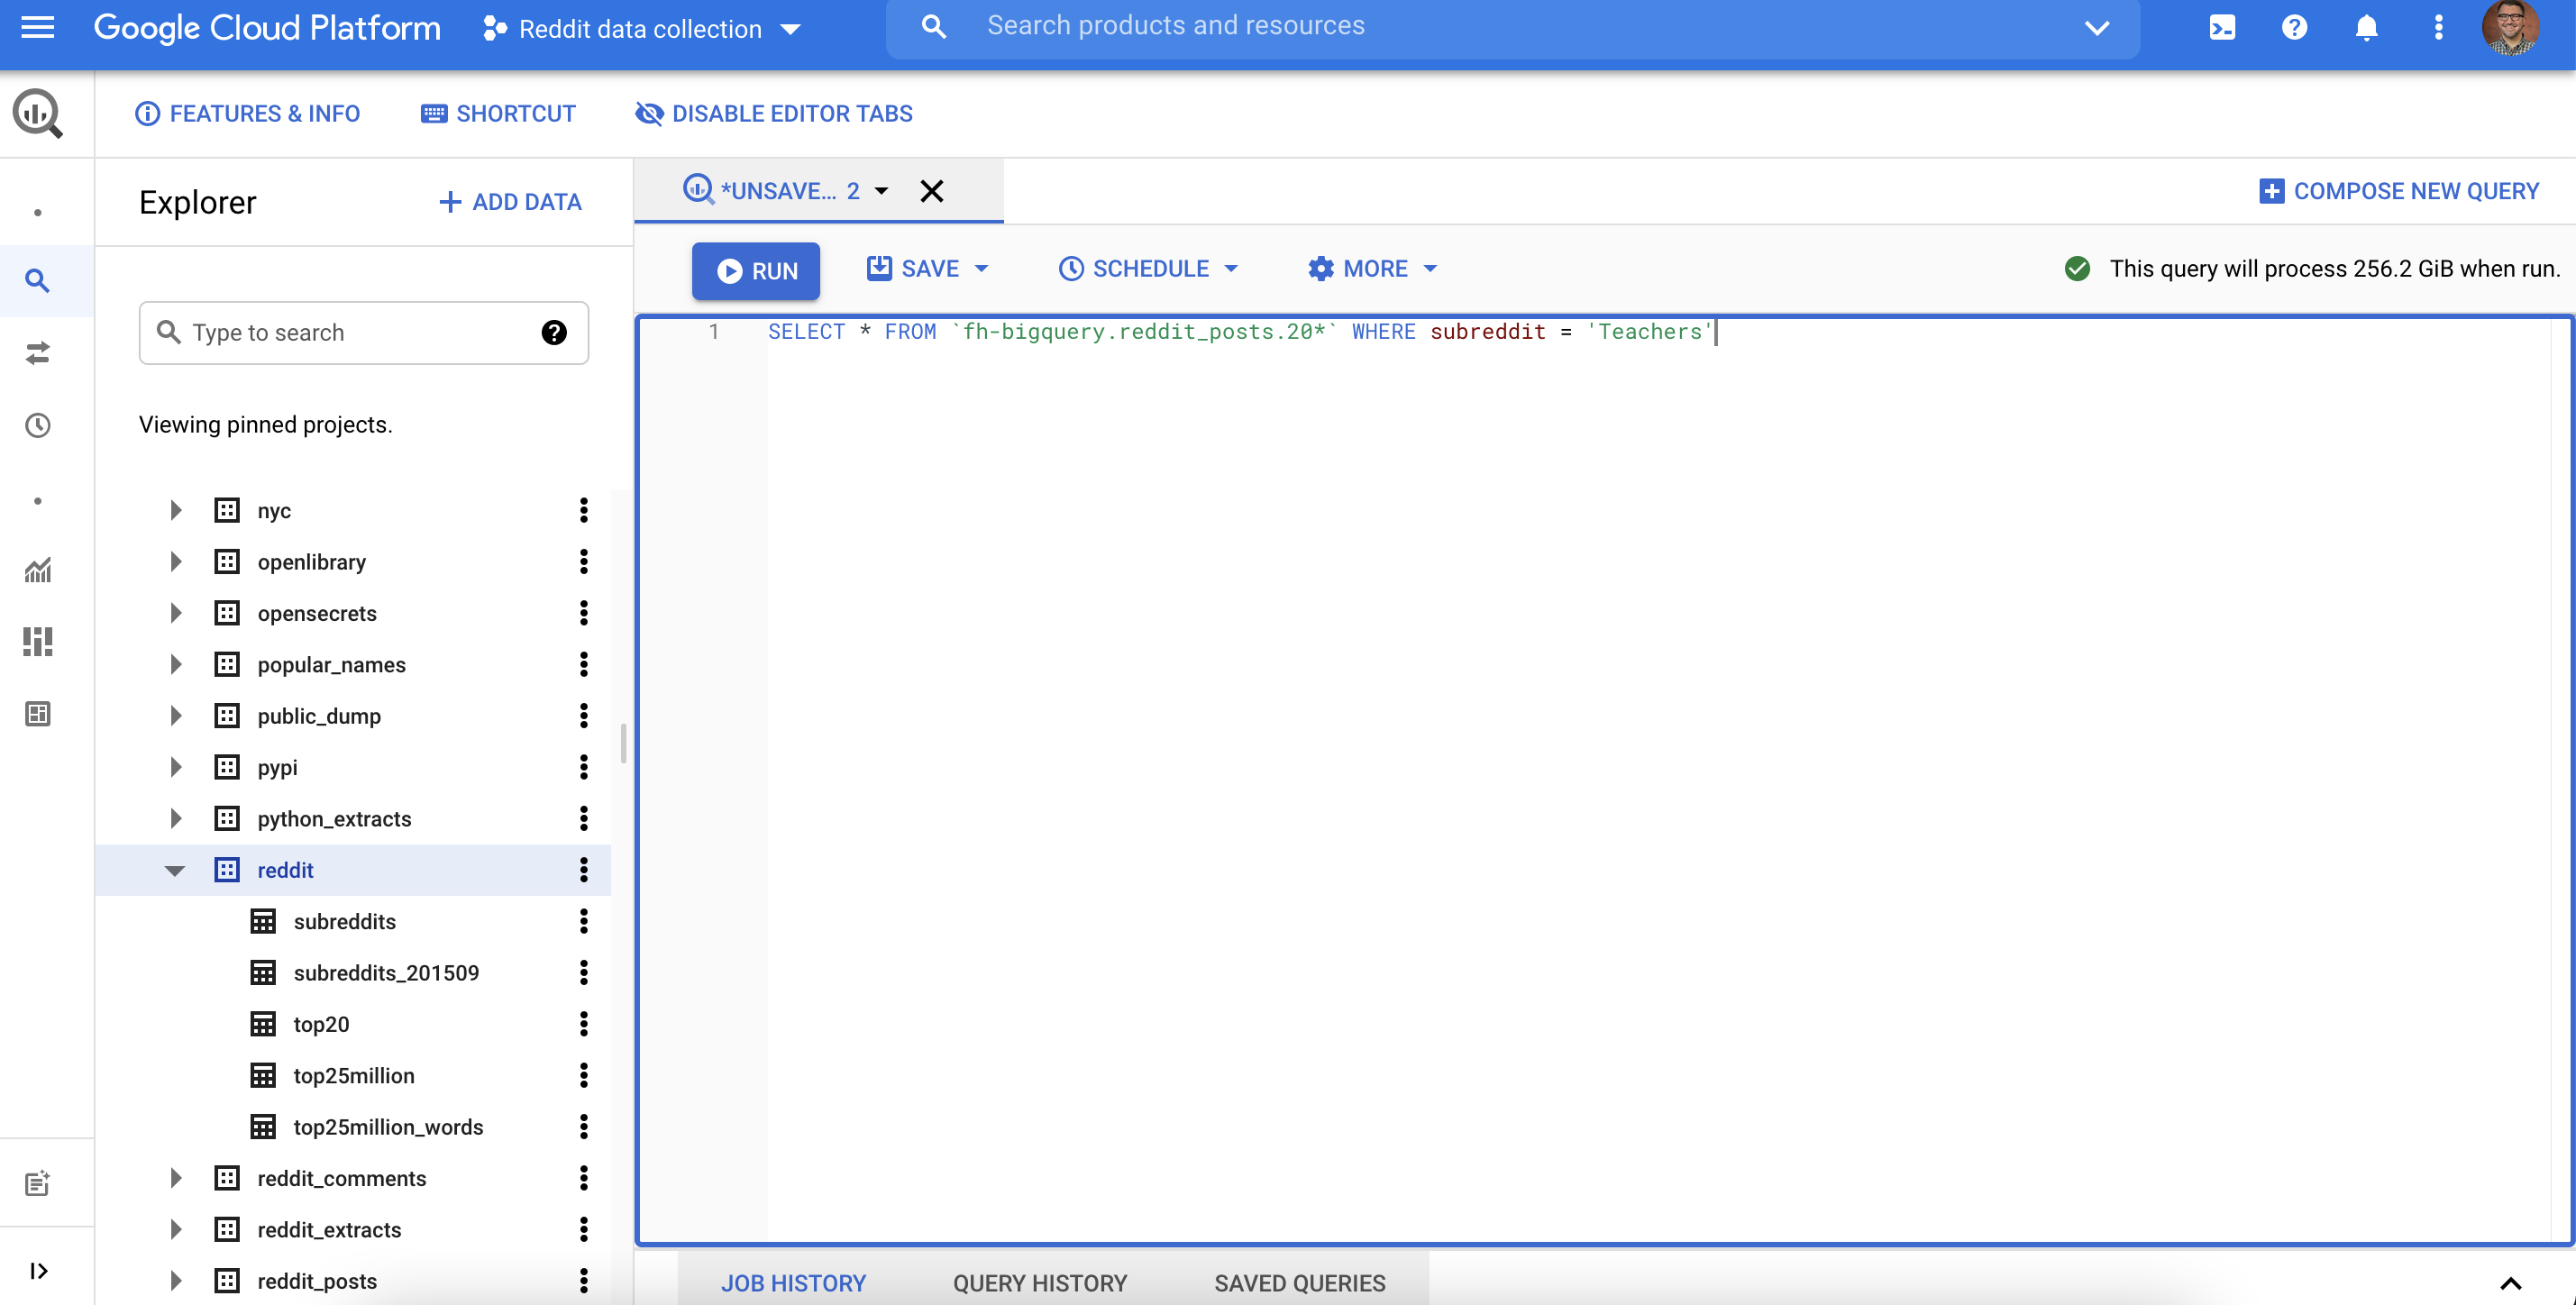 Google Cloud Platform
Reddit data collection
Search products and resources
FEATURES & INFO
SHORTCUT
DISABLE EDITOR TABS
Explorer
+ ADD DATA
*UNSAVE... 2
COMPOSE NEW QUERY
RUN
SAVE
SCHEDULE
MORE
This query will process 256.2 GiB when run.
Type to search
1 SELECT * FROM `fh-bigquery.reddit_posts.20*` WHERE subreddit = 'Teachers'
Viewing pinned projects.
nyc
openlibrary
opensecrets
popular_names
public_dump
pypi
python_extracts
reddit
subreddits
subreddits_201509
top20
top25million
top25million_words
reddit_comments
reddit_extracts
reddit_posts
JOB HISTORY
QUERY HISTORY
SAVED QUERIES